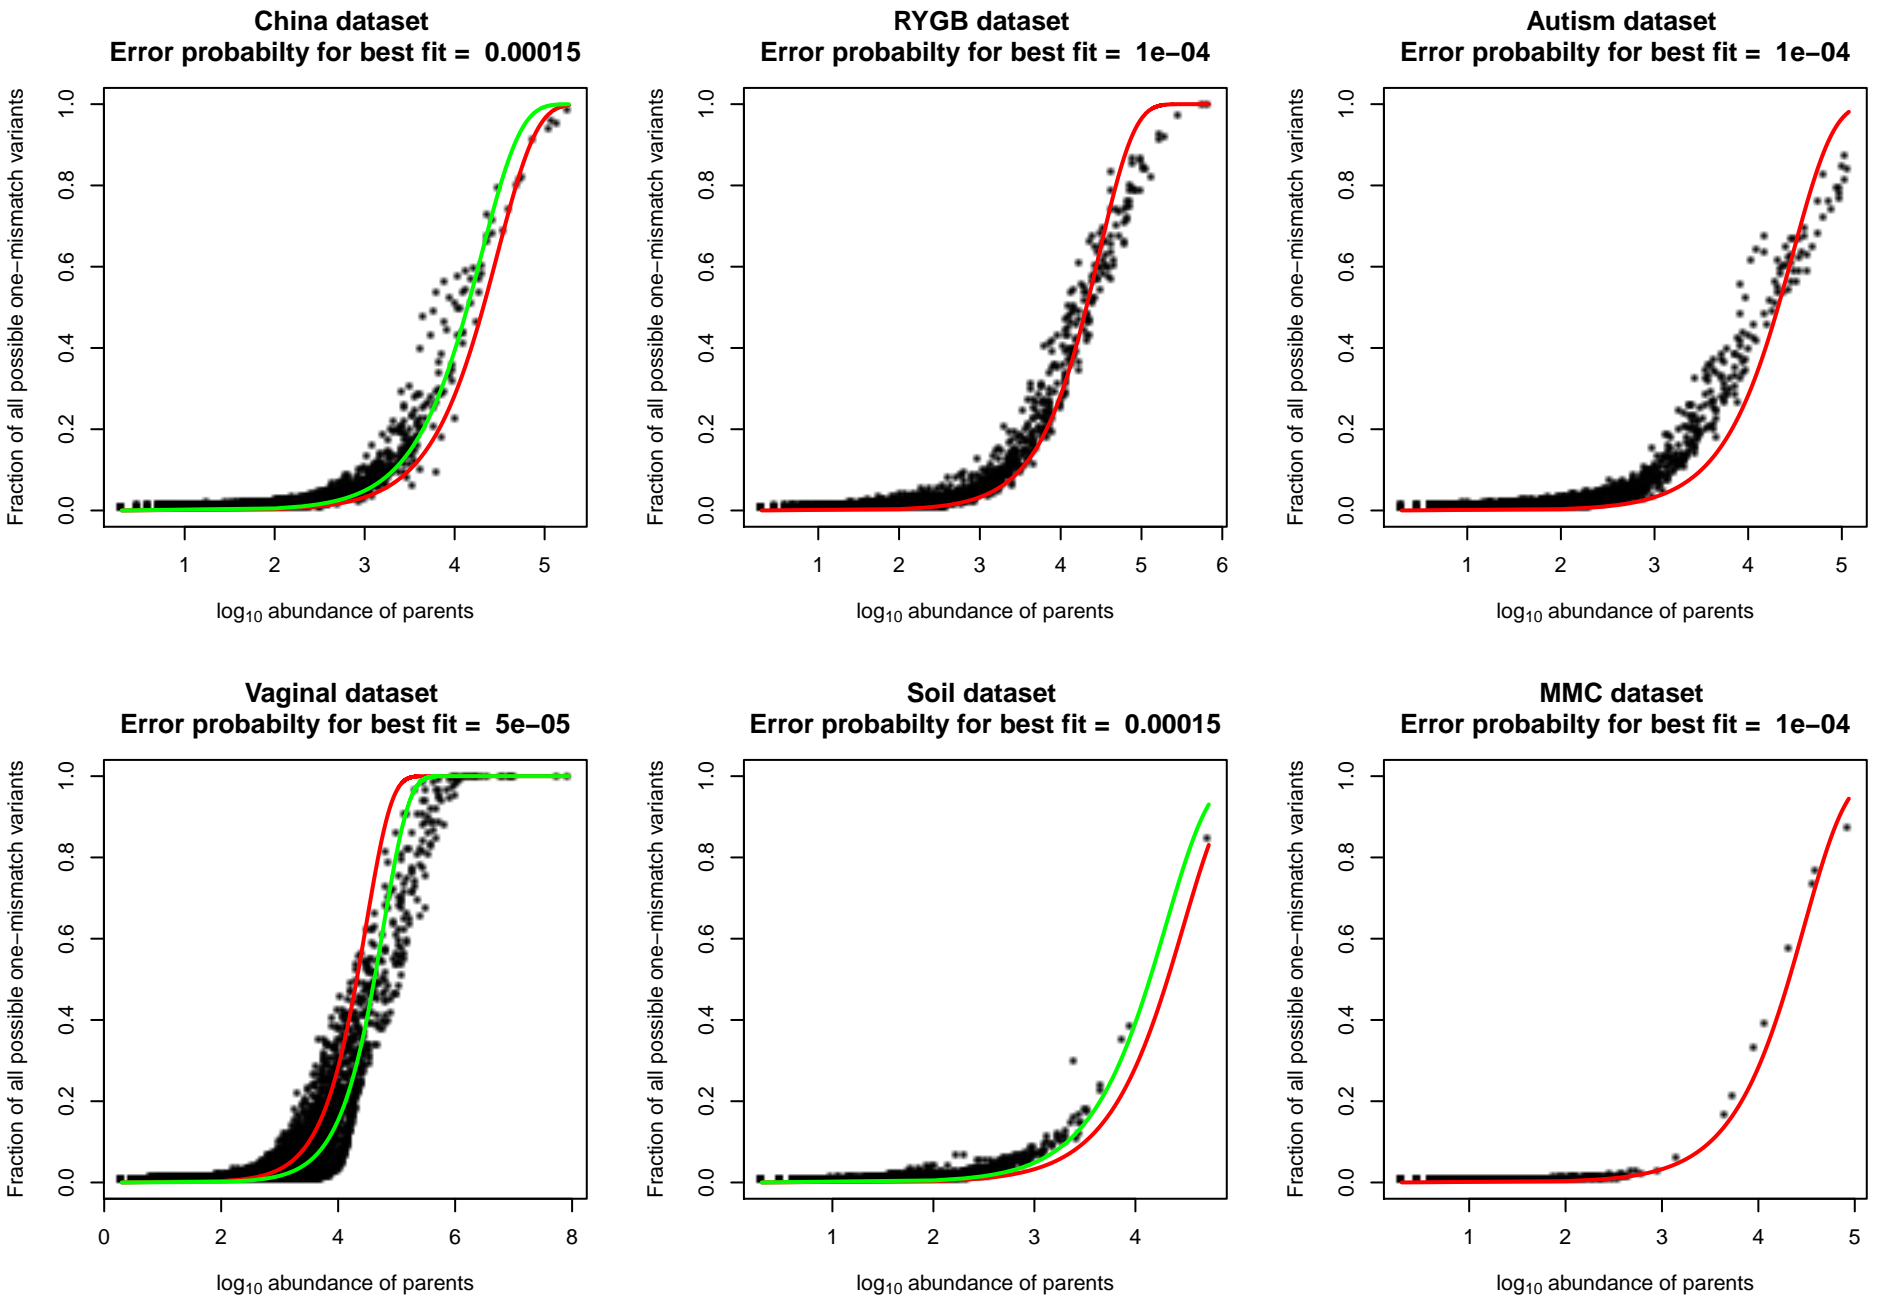 China dataset
Error probabilty for best fit = 0.00015
Fraction of all possible one−mismatch variants
1.0
0.8
0.6
0.4
0.2
0.0
1 2 3 4 5
log10 abundance of parents
RYGB dataset
Error probabilty for best fit = 1e−04
Fraction of all possible one−mismatch variants
1.0
0.8
0.6
0.4
0.2
0.0
1 2 3 4 5 6
log10 abundance of parents
Autism dataset
Error probabilty for best fit = 1e−04
Fraction of all possible one−mismatch variants
1.0
0.8
0.6
0.4
0.2
0.0
1 2 3 4 5
log10 abundance of parents
Vaginal dataset
Error probabilty for best fit = 5e−05
Fraction of all possible one−mismatch variants
1.0
0.8
0.6
0.4
0.2
0.0
0 2 4 6 8
log10 abundance of parents
Soil dataset
Error probabilty for best fit = 0.00015
Fraction of all possible one−mismatch variants
1.0
0.8
0.6
0.4
0.2
0.0
1 2 3 4
log10 abundance of parents
MMC dataset
Error probabilty for best fit = 1e−04
Fraction of all possible one−mismatch variants
1.0
0.8
0.6
0.4
0.2
0.0
1 2 3 4 5
log10 abundance of parents